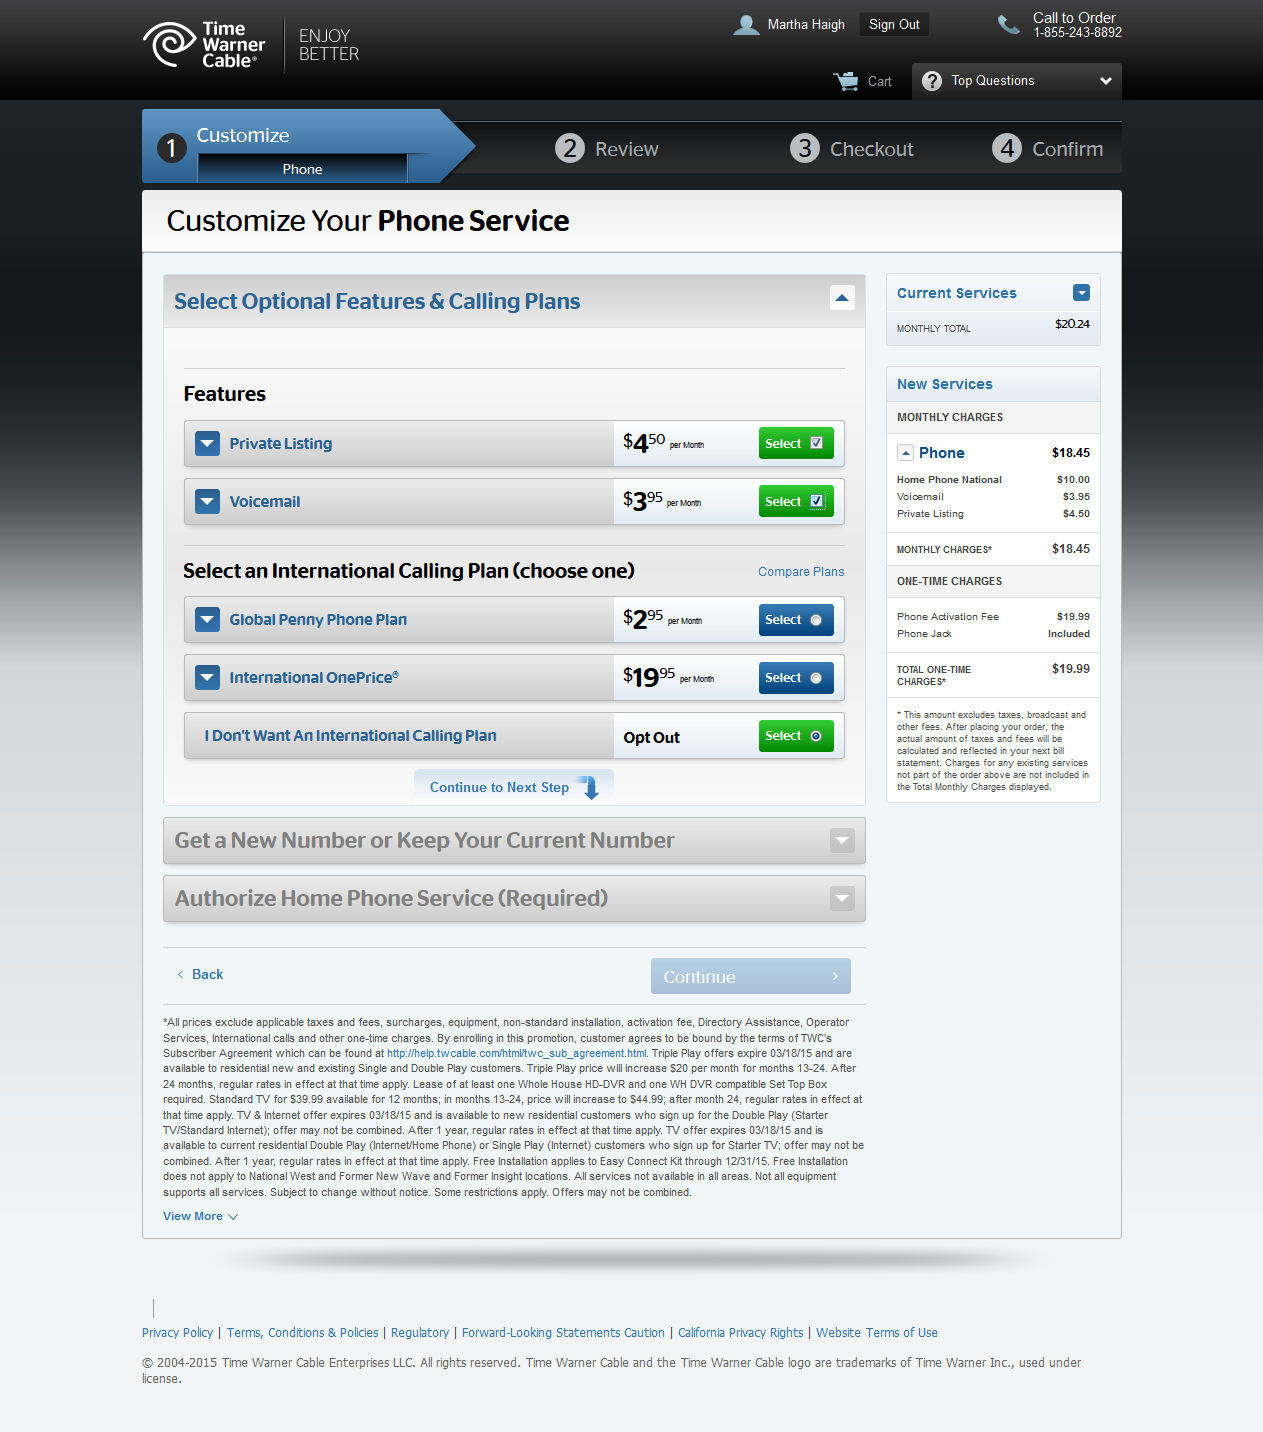 Time
Warner
Cable®
ENJOY
BETTER
Martha Haigh
Sign Out
Call to Order
1-855-243-8892
Cart
? Top Questions
1 Customize
Phone
2 Review
3 Checkout
4 Confirm
Customize Your Phone Service
Select Optional Features & Calling Plans
Features
Private Listing $4 50 per Month Select
Voicemail $3 95 per Month Select
Select an International Calling Plan (choose one) Compare Plans
Global Penny Phone Plan $2 95 per Month Select
International OnePrice® $19 95 per Month Select
I Don't Want An International Calling Plan Opt Out Select
Continue to Next Step
Get a New Number or Keep Your Current Number
Authorize Home Phone Service (Required)
< Back
Continue >
Current Services
MONTHLY TOTAL $20.24
New Services
MONTHLY CHARGES
Phone $18.45
Home Phone National $10.00
Voicemail $3.95
Private Listing $4.50
MONTHLY CHARGES* $18.45
ONE-TIME CHARGES
Phone Activation Fee $19.99
Phone Jack Included
TOTAL ONE-TIME $19.99
CHARGES*
* This amount excludes taxes, broadcast and
other fees. After placing your order, the
actual amount of taxes and fees will be
calculated and reflected in your next bill
statement. Charges for any existing services
not part of the order above are not included in
the Total Monthly Charges displayed.
*All prices exclude applicable taxes and fees, surcharges, equipment, non-standard installation, activation fee, Directory Assistance, Operator
Services, International calls and other one-time charges. By enrolling in this promotion, customer agrees to be bound by the terms of TWC's
Subscriber Agreement which can be found at http://help.twcable.com/html/twc_sub_agreement.html. Triple Play offers expire 03/18/15 and are
available to residential new and existing Single and Double Play customers. Triple Play price will increase $20 per month for months 13-24. After
24 months, regular rates in effect at that time apply. Lease of at least one Whole House HD-DVR and one WH DVR compatible Set Top Box
required. Standard TV for $39.99 available for 12 months; in months 13-24, price will increase to $44.99; after month 24, regular rates in effect at
that time apply. TV & Internet offer expires 03/18/15 and is available to new residential customers who sign up for the Double Play (Starter
TV/Standard Internet); offer may not be combined. After 1 year, regular rates in effect at that time apply. TV offer expires 03/18/15 and is
available to current residential Double Play (Internet/Home Phone) or Single Play (Internet) customers who sign up for Starter TV; offer may not be
combined. After 1 year, regular rates in effect at that time apply. Free Installation applies to Easy Connect Kit through 12/31/15. Free Installation
does not apply to National West and Former New Wave and Former Insight locations. All services not available in all areas. Not all equipment
supports all services. Subject to change without notice. Some restrictions apply. Offers may not be combined.
View More
Privacy Policy | Terms, Conditions & Policies | Regulatory | Forward-Looking Statements Caution | California Privacy Rights | Website Terms of Use
© 2004-2015 Time Warner Cable Enterprises LLC. All rights reserved. Time Warner Cable and the Time Warner Cable logo are trademarks of Time Warner Inc., used under
license.